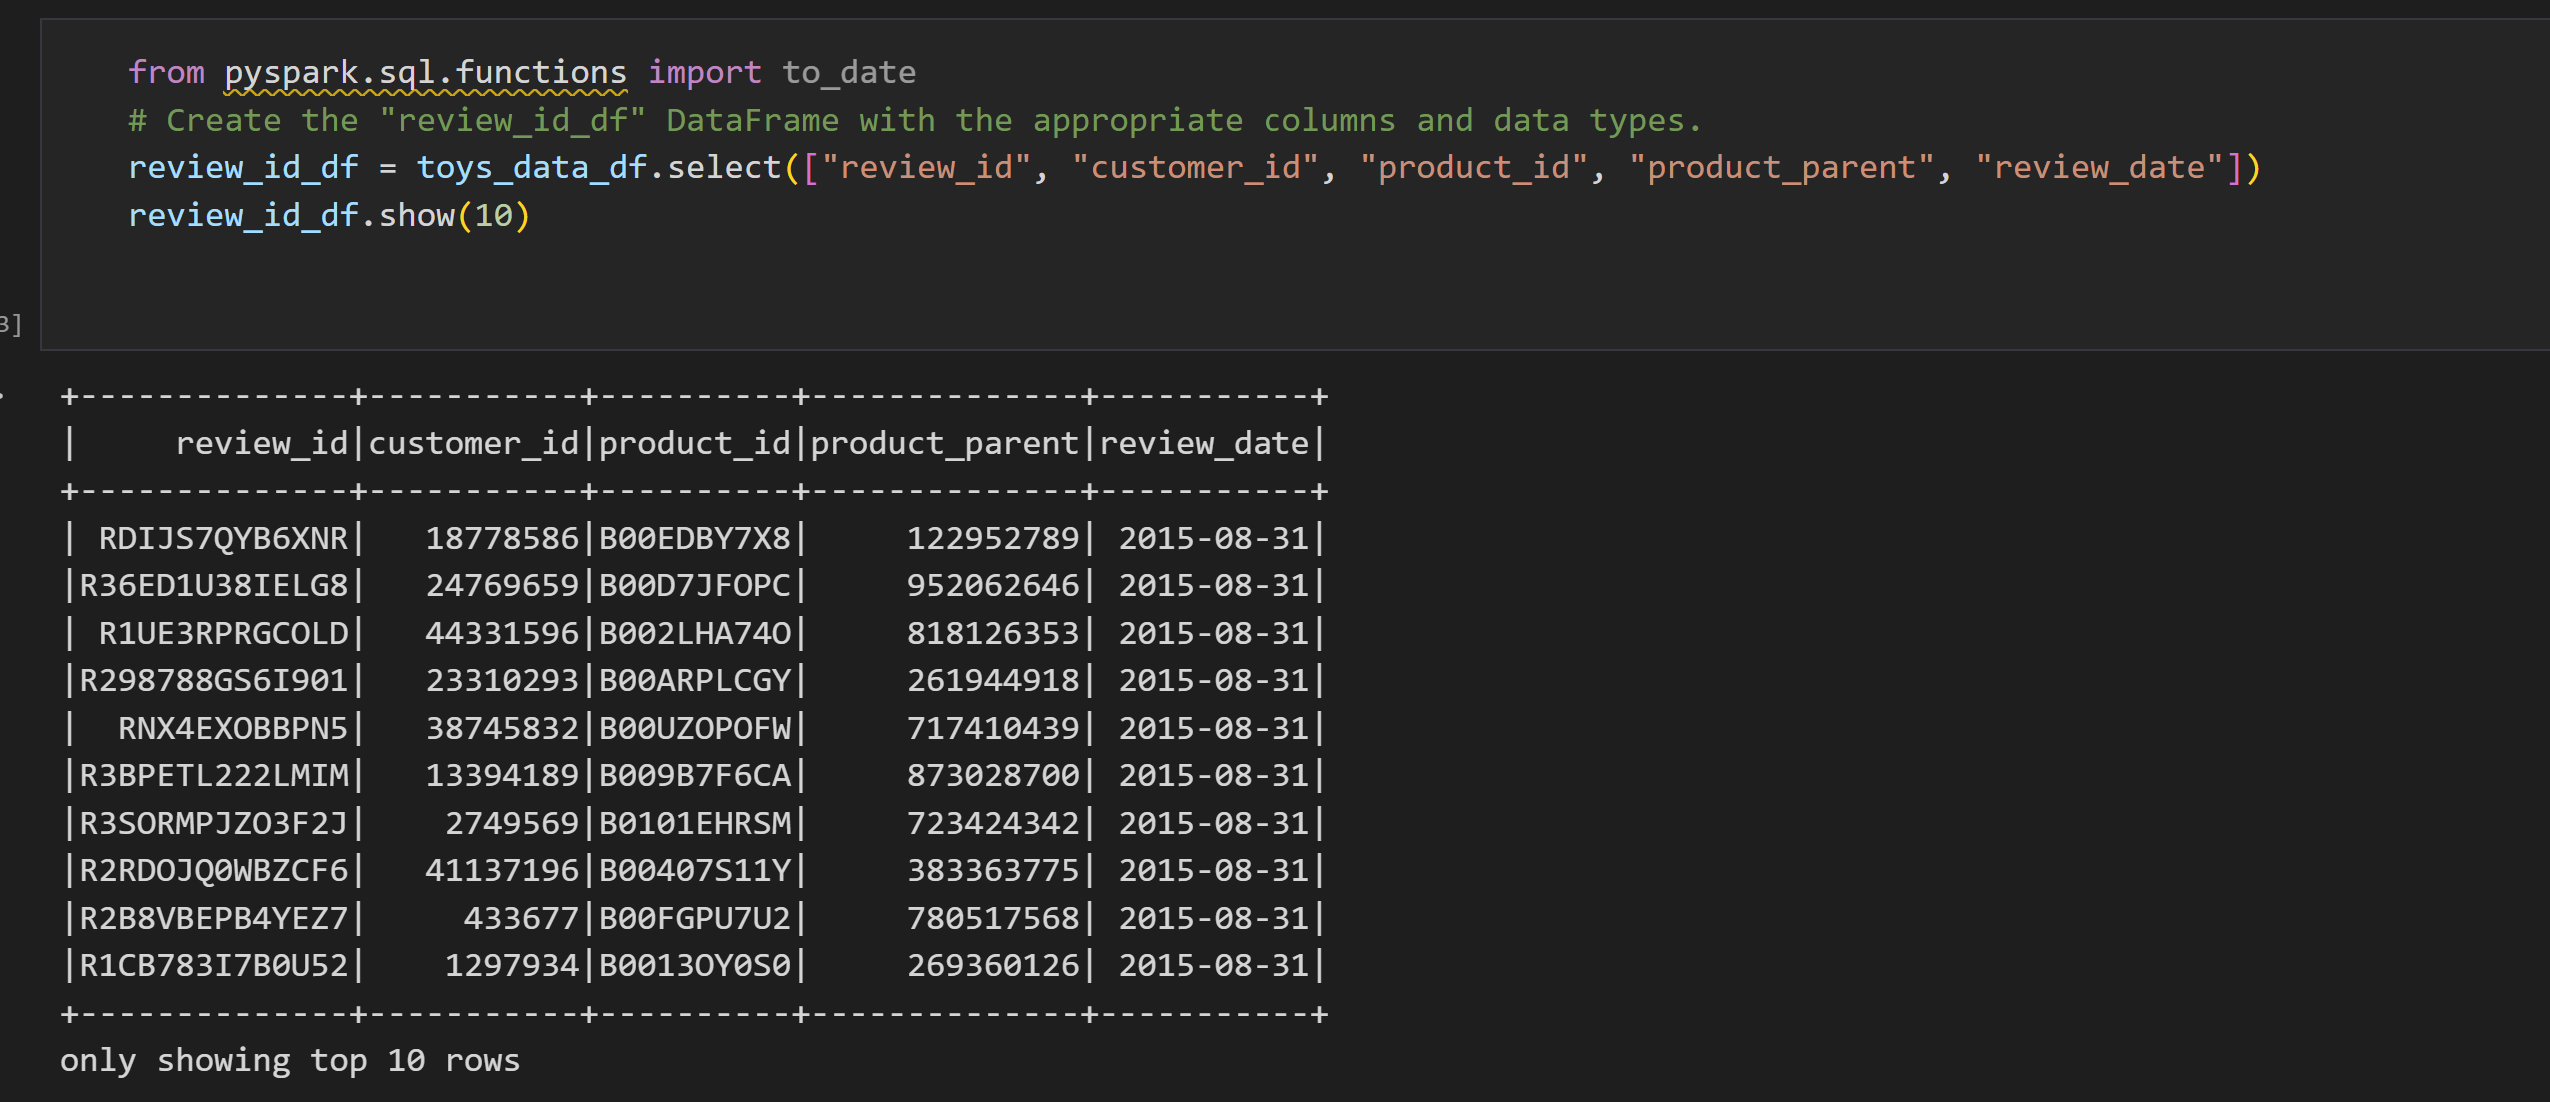 from pyspark.sql.functions import to_date
# Create the "review_id_df" DataFrame with the appropriate columns and data types.
review_id_df = toys_data_df.select(["review_id", "customer_id", "product_id", "product_parent", "review_date"])
review_id_df.show(10)
3]
+--------------+-----------+----------+--------------+-----------+
|     review_id|customer_id|product_id|product_parent|review_date|
+--------------+-----------+----------+--------------+-----------+
| RDIJS7QYB6XNR|   18778586|B00EDBY7X8|     122952789| 2015-08-31|
|R36ED1U38IELG8|   24769659|B00D7JFOPC|     952062646| 2015-08-31|
| R1UE3RPRGCOLD|   44331596|B002LHA74O|     818126353| 2015-08-31|
|R298788GS6I901|   23310293|B00ARPLCGY|     261944918| 2015-08-31|
|  RNX4EXOBBPN5|   38745832|B00UZOPOFW|     717410439| 2015-08-31|
|R3BPETL222LMIM|   13394189|B009B7F6CA|     873028700| 2015-08-31|
|R3SORMPJZO3F2J|    2749569|B0101EHRSM|     723424342| 2015-08-31|
|R2RDOJQ0WBZCF6|   41137196|B00407S11Y|     383363775| 2015-08-31|
|R2B8VBEPB4YEZ7|     433677|B00FGPU7U2|     780517568| 2015-08-31|
|R1CB783I7B0U52|    1297934|B0013OY0S0|     269360126| 2015-08-31|
+--------------+-----------+----------+--------------+-----------+
only showing top 10 rows